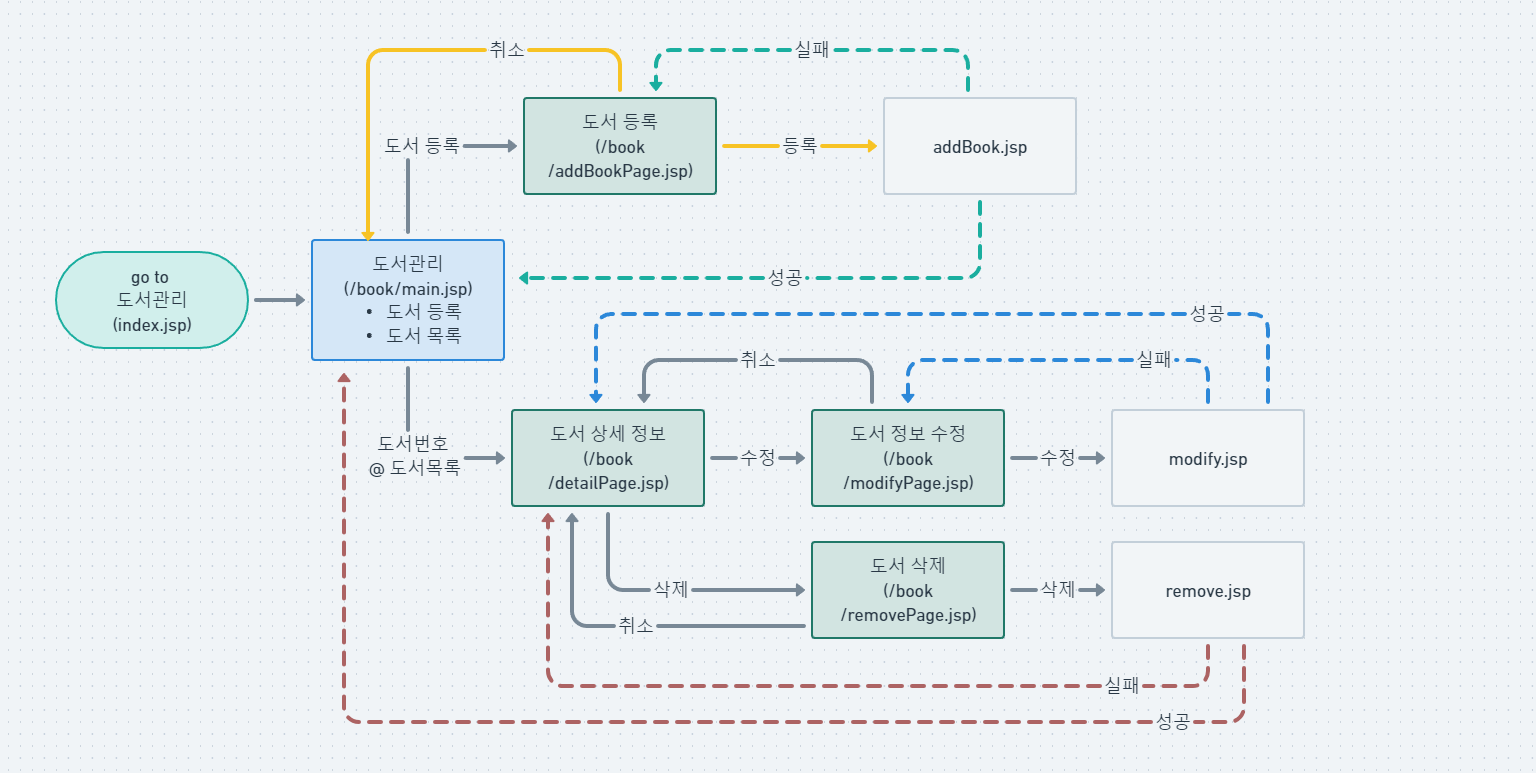 취소
실패
도서 등록
도서 등록
(/book
/addBookPage.jsp)
등록
addBook.jsp
go to
도서관리
(index.jsp)
도서관리
(/book/main.jsp)
• 도서 등록
• 도서 목록
성공
성공
취소
실패
도서번호
@ 도서목록
도서 상세 정보
(/book
/detailPage.jsp)
수정
도서 정보 수정
(/book
/modifyPage.jsp)
수정
modify.jsp
삭제
취소
도서 삭제
(/book
/removePage.jsp)
삭제
remove.jsp
실패
성공